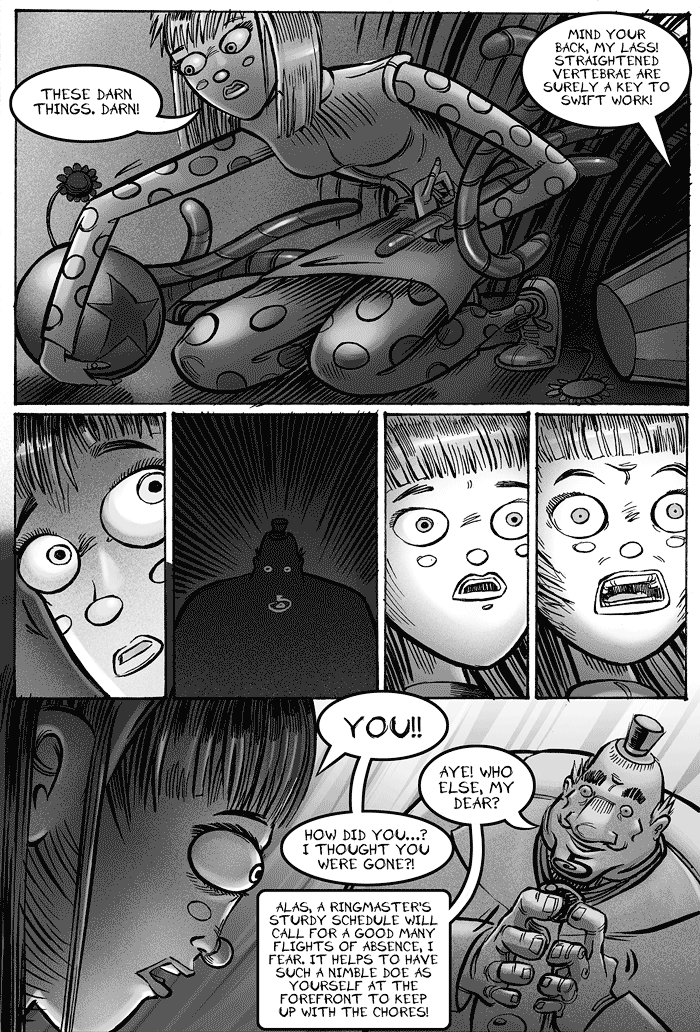 THESE DARN
THINGS. DARN!
MIND YOUR
BACK, MY LASS!
STRAIGHTENED
VERTEBRAE ARE
SURELY A KEY TO
SWIFT WORK!
YOU!!
AYE! WHO
ELSE, MY
DEAR?
HOW DID YOU...?
I THOUGHT YOU
WERE GONE?!
ALAS, A RINGMASTER'S
STURDY SCHEDULE WILL
CALL FOR A GOOD MANY
FLIGHTS OF ABSENCE, I
FEAR. IT HELPS TO HAVE
SUCH A NIMBLE DOE AS
YOURSELF AT THE
FOREFRONT TO KEEP
UP WITH THE CHORES!